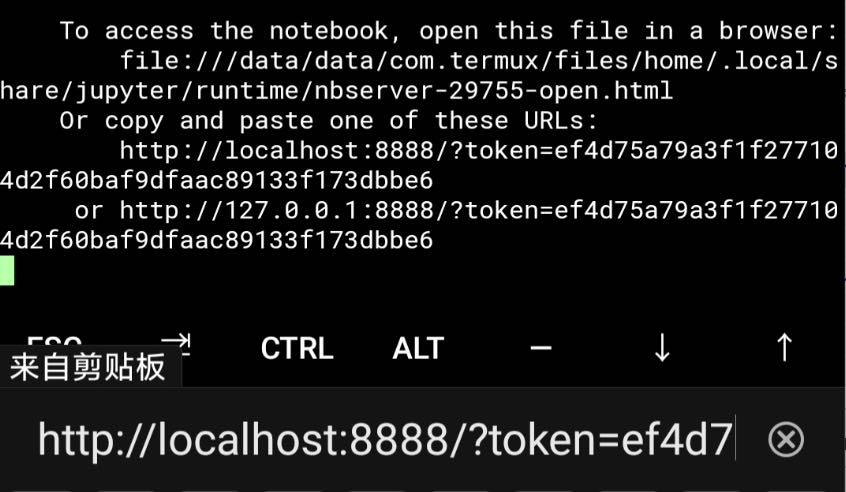 To access the notebook, open this file in a browser:
file:///data/data/com.termux/files/home/.local/s
hare/jupyter/runtime/nbserver-29755-open.html
Or copy and paste one of these URLs:
http://localhost:8888/?token=ef4d75a79a3f1f27710
4d2f60baf9dfaac89133f173dbbe6
or http://127.0.0.1:8888/?token=ef4d75a79a3f1f27710
4d2f60baf9dfaac89133f173dbbe6
ESC ⇥ CTRL ALT — ↓ ↑
来自剪贴板
http://localhost:8888/?token=ef4d7